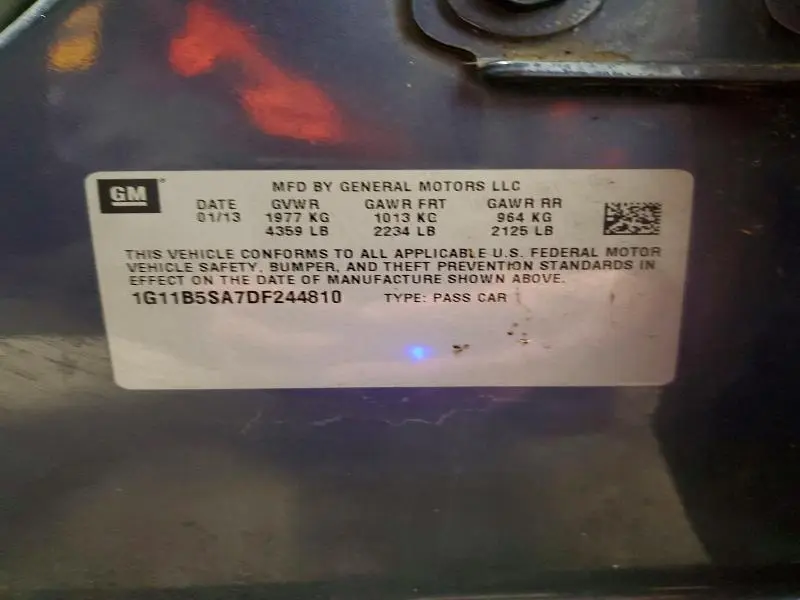 GM
MFD BY GENERAL MOTORS LLC
DATE GVWR GAWR FRT GAWR RR
01/13 1977 KG 1013 KG 964 KG
4359 LB 2234 LB 2125 LB
THIS VEHICLE CONFORMS TO ALL APPLICABLE U.S. FEDERAL MOTOR
VEHICLE SAFETY, BUMPER, AND THEFT PREVENTION STANDARDS IN
EFFECT ON THE DATE OF MANUFACTURE SHOWN ABOVE.
1G11B5SA7DF244810 TYPE: PASS CAR